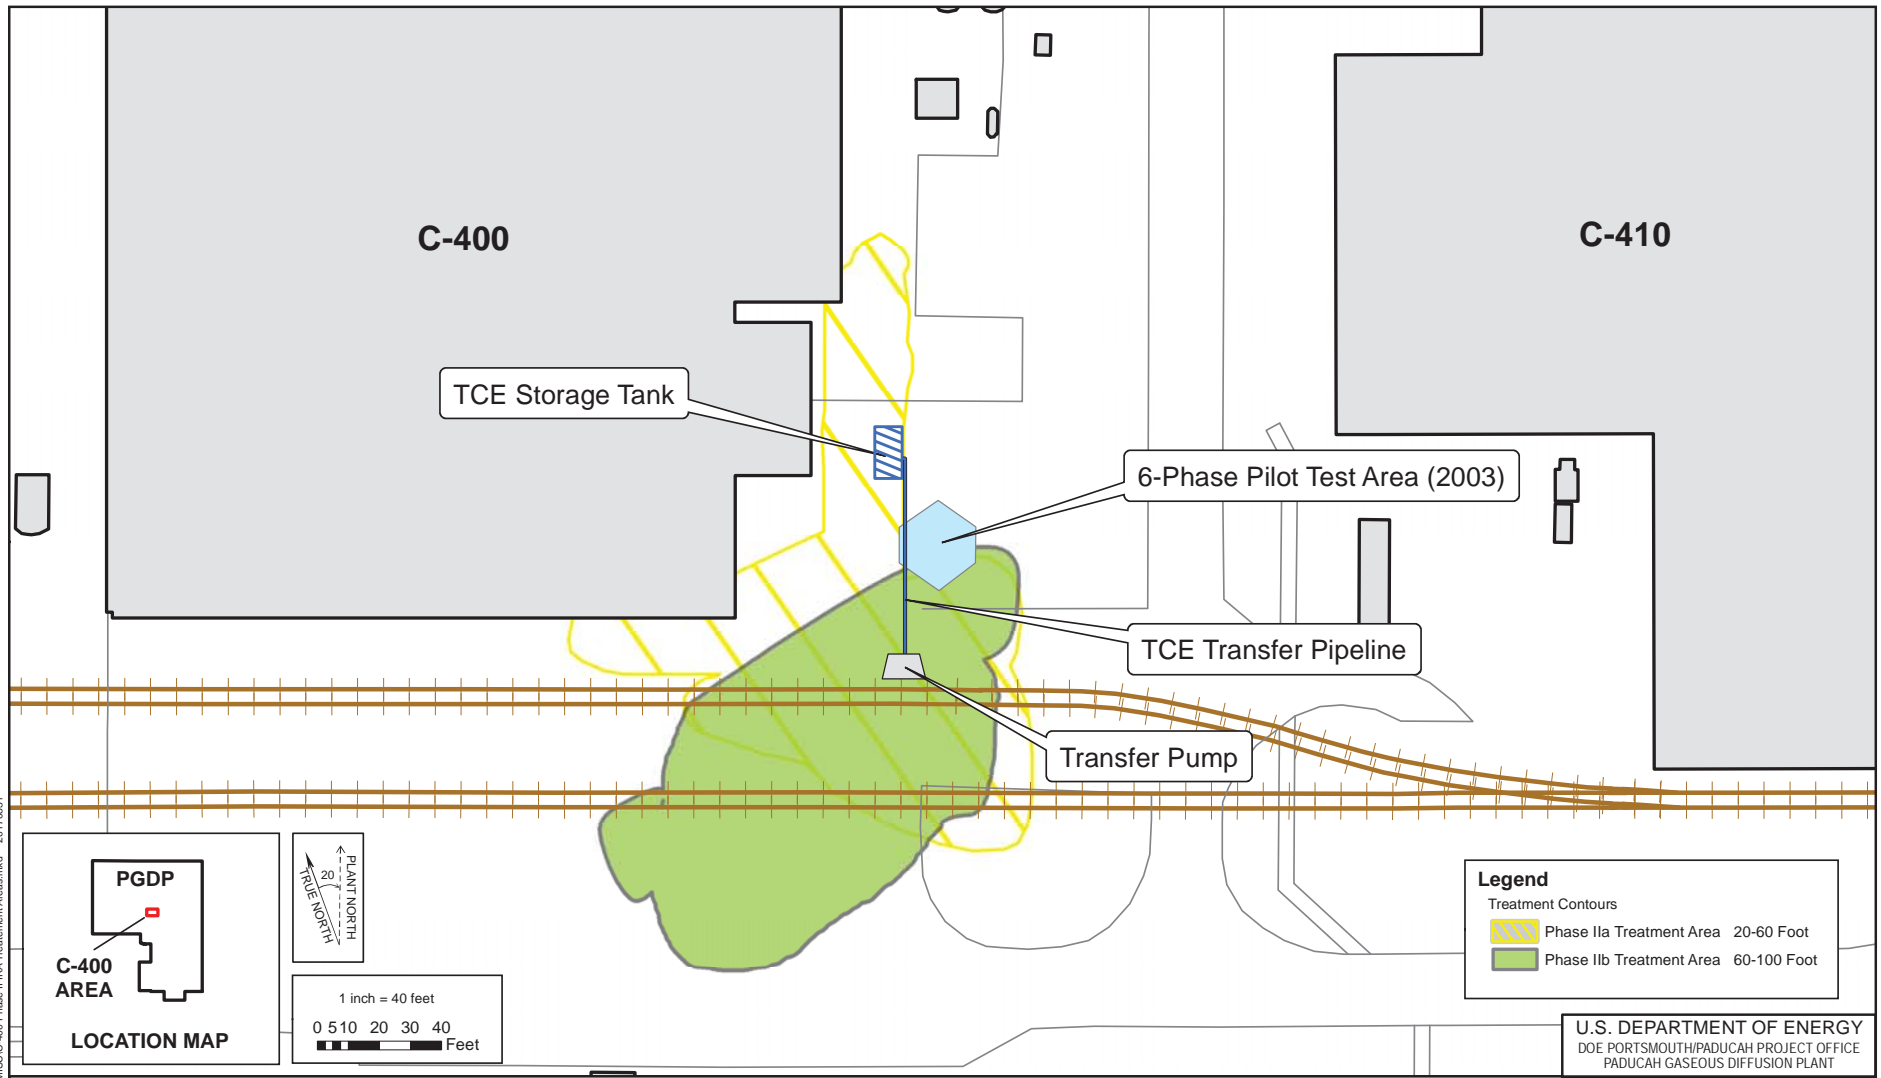 C-400
C-410
TCE Storage Tank
6-Phase Pilot Test Area (2003)
TCE Transfer Pipeline
Transfer Pump
PGDP
C-400
AREA
LOCATION MAP
TRUE NORTH
20
PLANT NORTH
1 inch = 40 feet
0 5 10 20 30 40
Feet
Legend
Treatment Contours
Phase IIa Treatment Area 20-60 Foot
Phase IIb Treatment Area 60-100 Foot
U.S. DEPARTMENT OF ENERGY
DOE PORTSMOUTH/PADUCAH PROJECT OFFICE
PADUCAH GASEOUS DIFFUSION PLANT